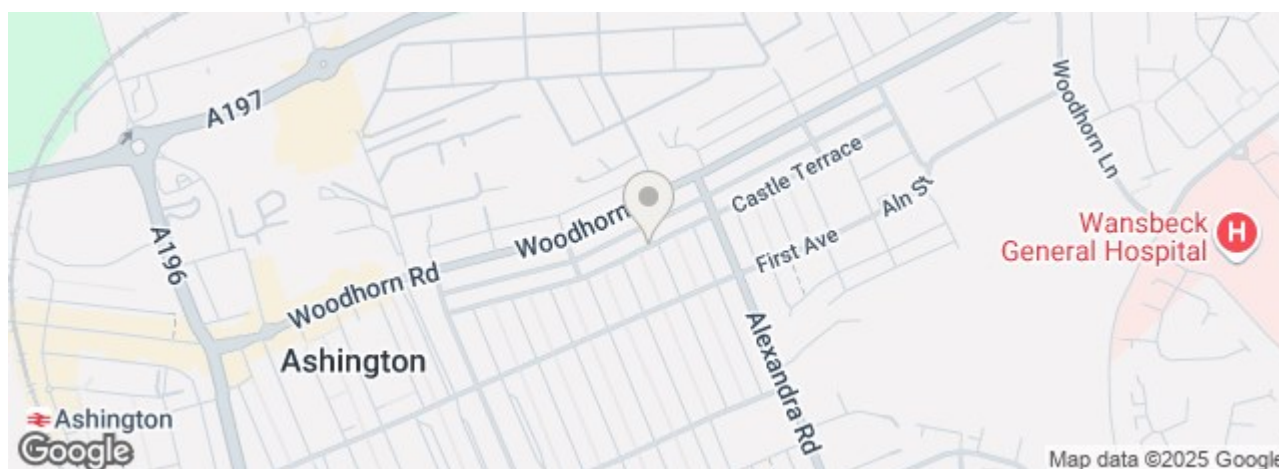 A197
Woodhorn Ln
Castle Terrace
Aln St
Woodhorn
Wansbeck
General Hospital
H
First Ave
A196
Woodhorn Rd
Alexandra Rd
Ashington
Ashington
Google
Map data ©2025 Google